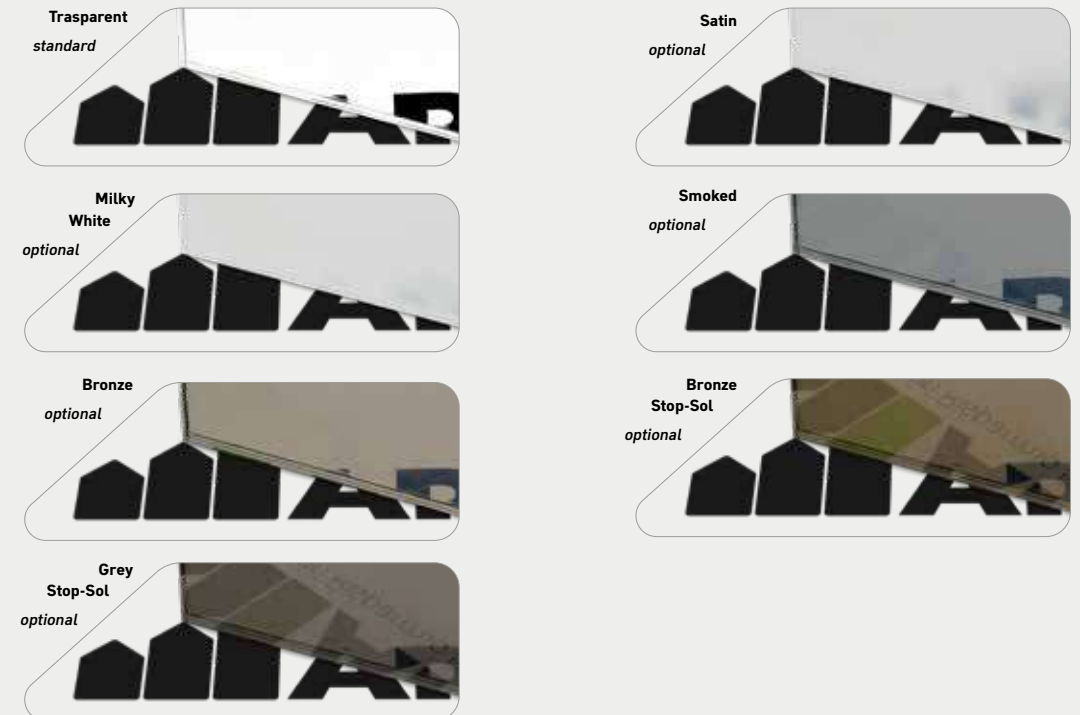 Trasparent
standard
Satin
optional
Milky
White
optional
Smoked
optional
Bronze
optional
Bronze
Stop-Sol
optional
Grey
Stop-Sol
optional